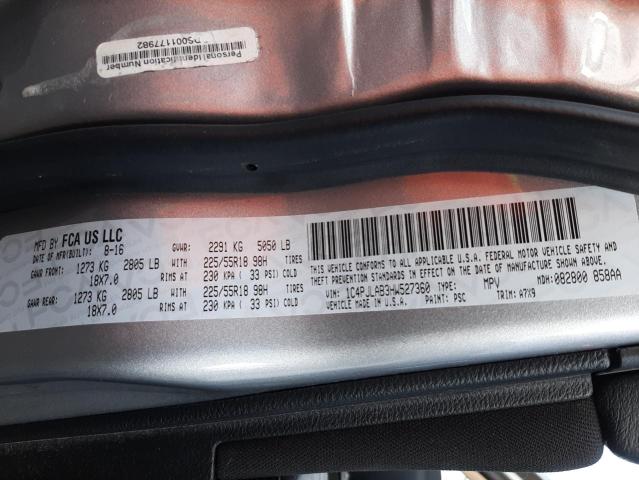 Personal Identification Number
DS001177982
MFD BY FCA US LLC
DATE OF MFR(BILITY: 8-16 GVWR: 2291 KG 5050 LB
GAWR FRONT: 1273 KG 2805 LB WITH 225/55R18 98H TIRES
18X7.0 RIMS AT 230 KPA ( 33 PSI) COLD
GAWR REAR: 1273 KG 2805 LB WITH 225/55R18 98H TIRES
18X7.0 RIMS AT 230 KPA ( 33 PSI) COLD
THIS VEHICLE CONFORMS TO ALL APPLICABLE U.S.A. FEDERAL MOTOR VEHICLE SAFETY AND
THEFT PREVENTION STANDARDS IN EFFECT ON THE DATE OF MANUFACTURE SHOWN ABOVE.
VIN: 1C4PJLAB3HW527360 TYPE: MPV MDH: 082800 858AA
VEHICLE MADE IN U.S.A. PAINT: PSC TRIM: A7X9